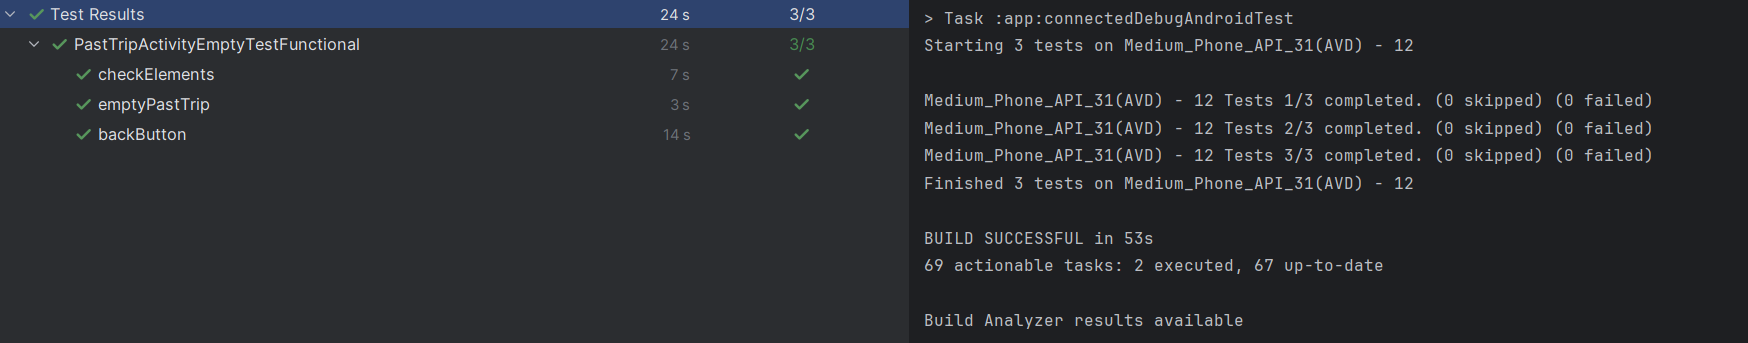 Test Results 24 s 3/3
PastTripActivityEmptyTestFunctional 24 s 3/3
checkElements 7 s
emptyPastTrip 3 s
backButton 14 s
> Task :app:connectedDebugAndroidTest
Starting 3 tests on Medium_Phone_API_31(AVD) - 12
Medium_Phone_API_31(AVD) - 12 Tests 1/3 completed. (0 skipped) (0 failed)
Medium_Phone_API_31(AVD) - 12 Tests 2/3 completed. (0 skipped) (0 failed)
Medium_Phone_API_31(AVD) - 12 Tests 3/3 completed. (0 skipped) (0 failed)
Finished 3 tests on Medium_Phone_API_31(AVD) - 12
BUILD SUCCESSFUL in 53s
69 actionable tasks: 2 executed, 67 up-to-date
Build Analyzer results available